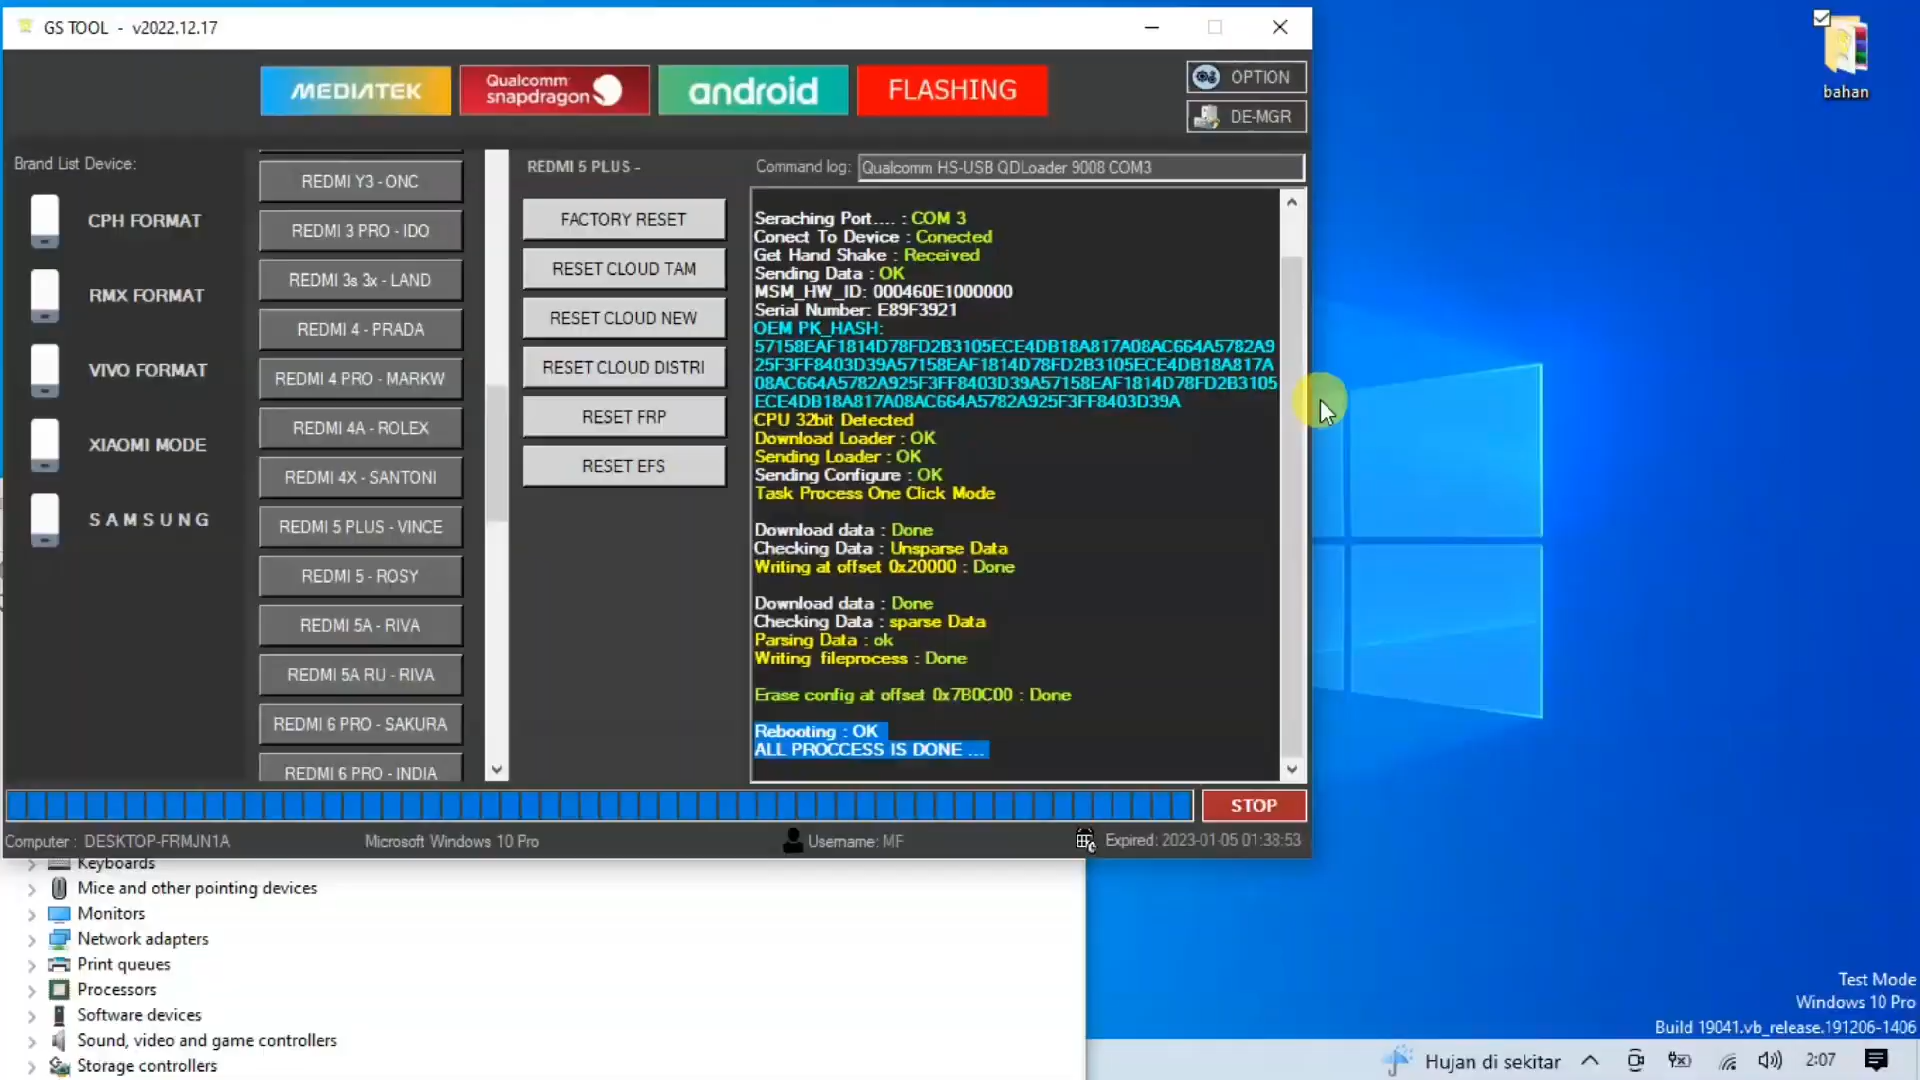 GS TOOL - v2022.12.17
bahan
MEDIATEK
Qualcomm snapdragon
android
FLASHING
OPTION
DE-MGR
Brand List Device:
CPH FORMAT
RMX FORMAT
VIVO FORMAT
XIAOMI MODE
SAMSUNG
REDMI Y3 - ONC
REDMI 3 PRO - IDO
REDMI 3s 3x - LAND
REDMI 4 - PRADA
REDMI 4 PRO - MARKW
REDMI 4A - ROLEX
REDMI 4X - SANTONI
REDMI 5 PLUS - VINCE
REDMI 5 - ROSY
REDMI 5A - RIVA
REDMI 5A RU - RIVA
REDMI 6 PRO - SAKURA
REDMI 6 PRO - INDIA
REDMI 5 PLUS -
FACTORY RESET
RESET CLOUD TAM
RESET CLOUD NEW
RESET CLOUD DISTRI
RESET FRP
RESET EFS
Command log: Qualcomm HS-USB QDLoader 9008 COM3
Seraching Port.... : COM 3
Conect To Device : Conected
Get Hand Shake : Received
Sending Data : OK
MSM_HW_ID: 000460E1000000
Serial Number: E89F3921
OEM PK_HASH:
57158EAF1814D78FD2B3105ECE4DB18A817A08AC664A5782A9
25F3FF8403D39A57158EAF1814D78FD2B3105ECE4DB18A817A
08AC664A5782A925F3FF8403D39A57158EAF1814D78FD2B3105
ECE4DB18A817A08AC664A5782A925F3FF8403D39A
CPU 32bit Detected
Download Loader : OK
Sending Loader : OK
Sending Configure : OK
Task Process One Click Mode
Download data : Done
Checking Data : Unsparse Data
Writing at offset 0x20000 : Done
Download data : Done
Checking Data : sparse Data
Parsing Data : ok
Writing fileprocess : Done
Erase config at offset 0x7B0C00 : Done
Rebooting : OK
ALL PROCCESS IS DONE ...
STOP
Computer : DESKTOP-FRMJN1A
Microsoft Windows 10 Pro
Username: MF
Expired: 2023-01-05 01:38:53
Keyboards
Mice and other pointing devices
Monitors
Network adapters
Print queues
Processors
Software devices
Sound, video and game controllers
Storage controllers
Test Mode
Windows 10 Pro
Build 19041.vb_release.191206-1406
Hujan di sekitar
2:07